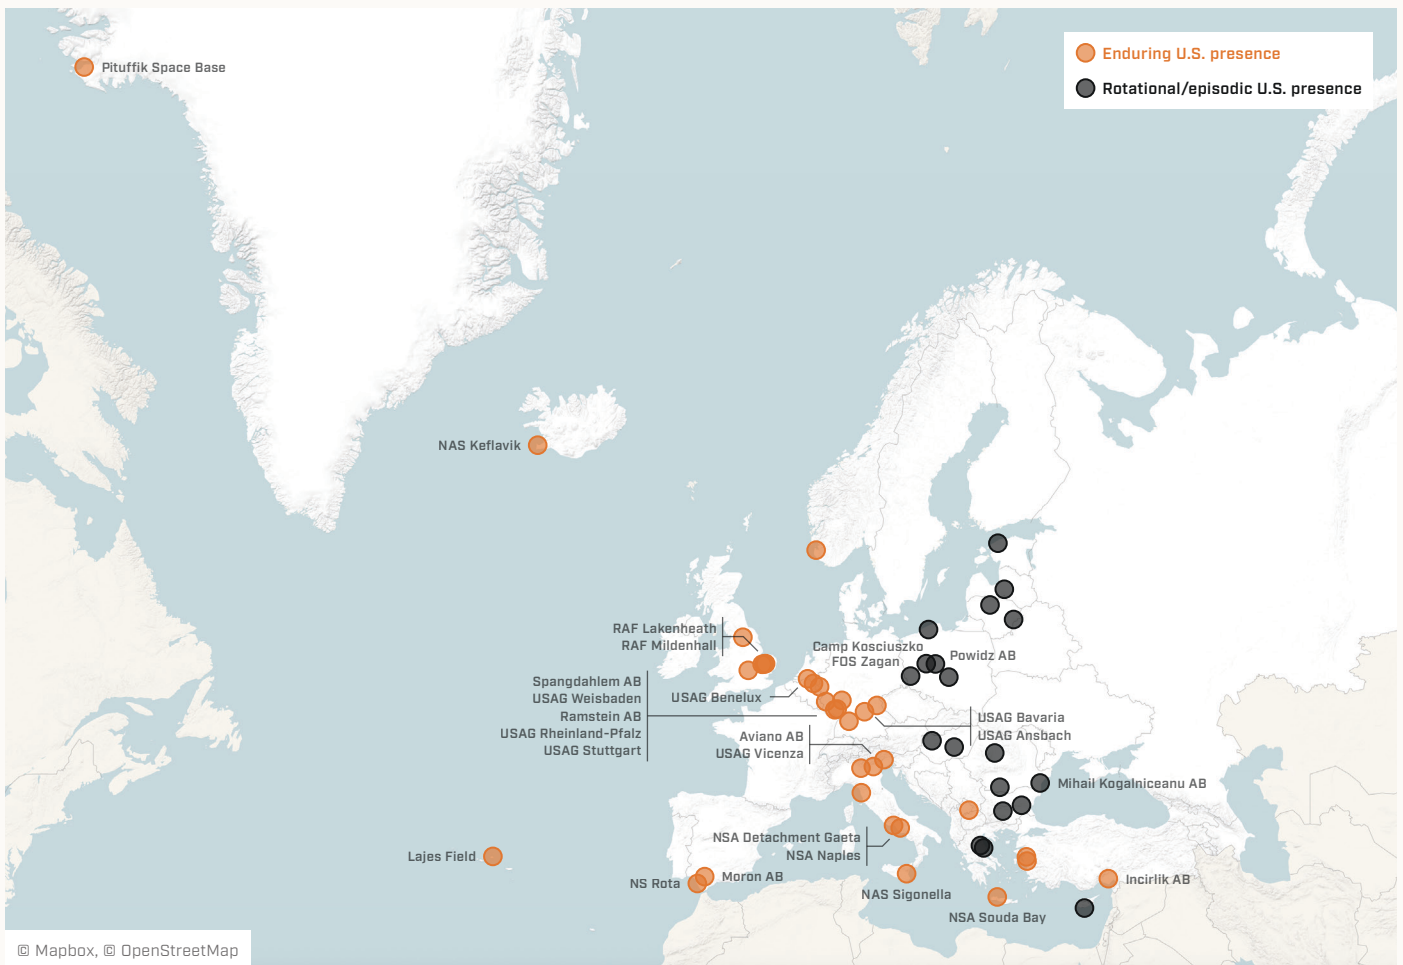 Enduring U.S. presence
Rotational/episodic U.S. presence
Pituffik Space Base
NAS Keflavik
RAF Lakenheath
RAF Mildenhall
Camp Kosciuszko
FOS Zagan
Powidz AB
Spangdahlem AB
USAG Weisbaden
Ramstein AB
USAG Rheinland-Pfalz
USAG Stuttgart
USAG Benelux
USAG Bavaria
USAG Ansbach
Aviano AB
USAG Vicenza
Mihail Kogalniceanu AB
NSA Detachment Gaeta
NSA Naples
Lajes Field
NS Rota
Moron AB
NAS Sigonella
NSA Souda Bay
Incirlik AB
© Mapbox, © OpenStreetMap